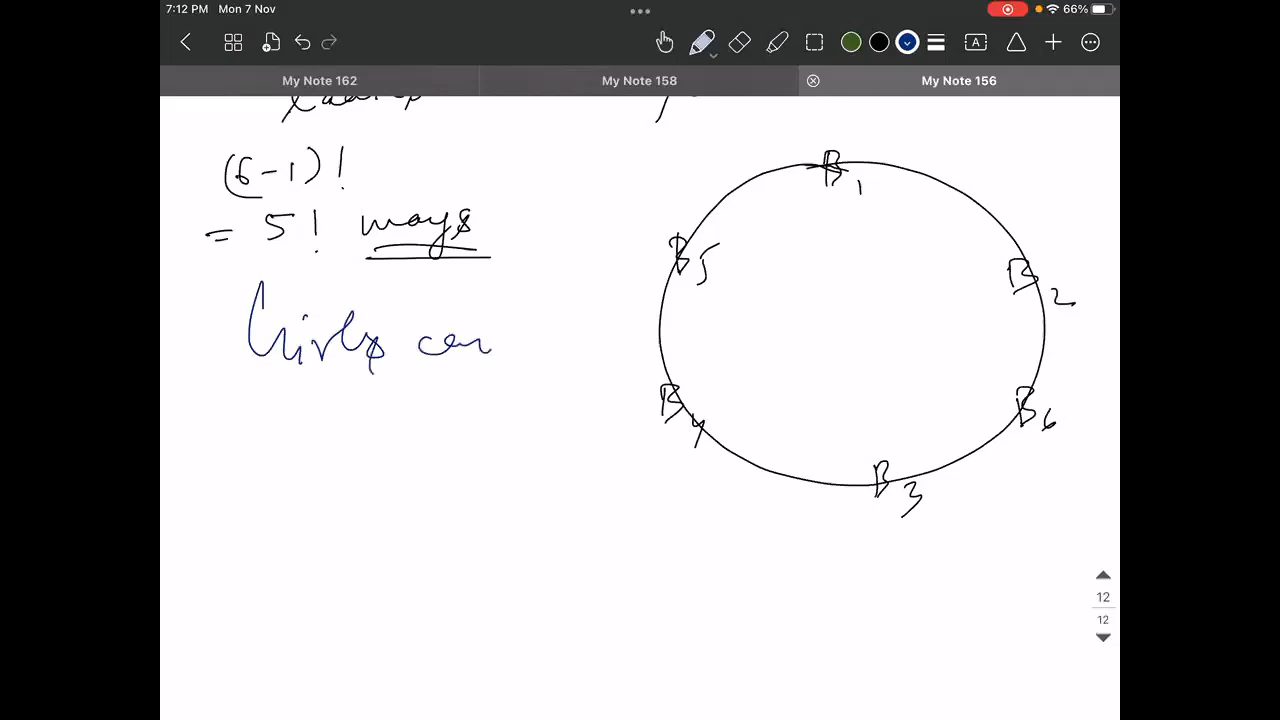 7:12 PM Mon 7 Nov
66%
A
My Note 162
My Note 158
My Note 156
(6-1)!
= 5! ways
Girls can
B1
B2
B6
B3
B4
B5
12
12